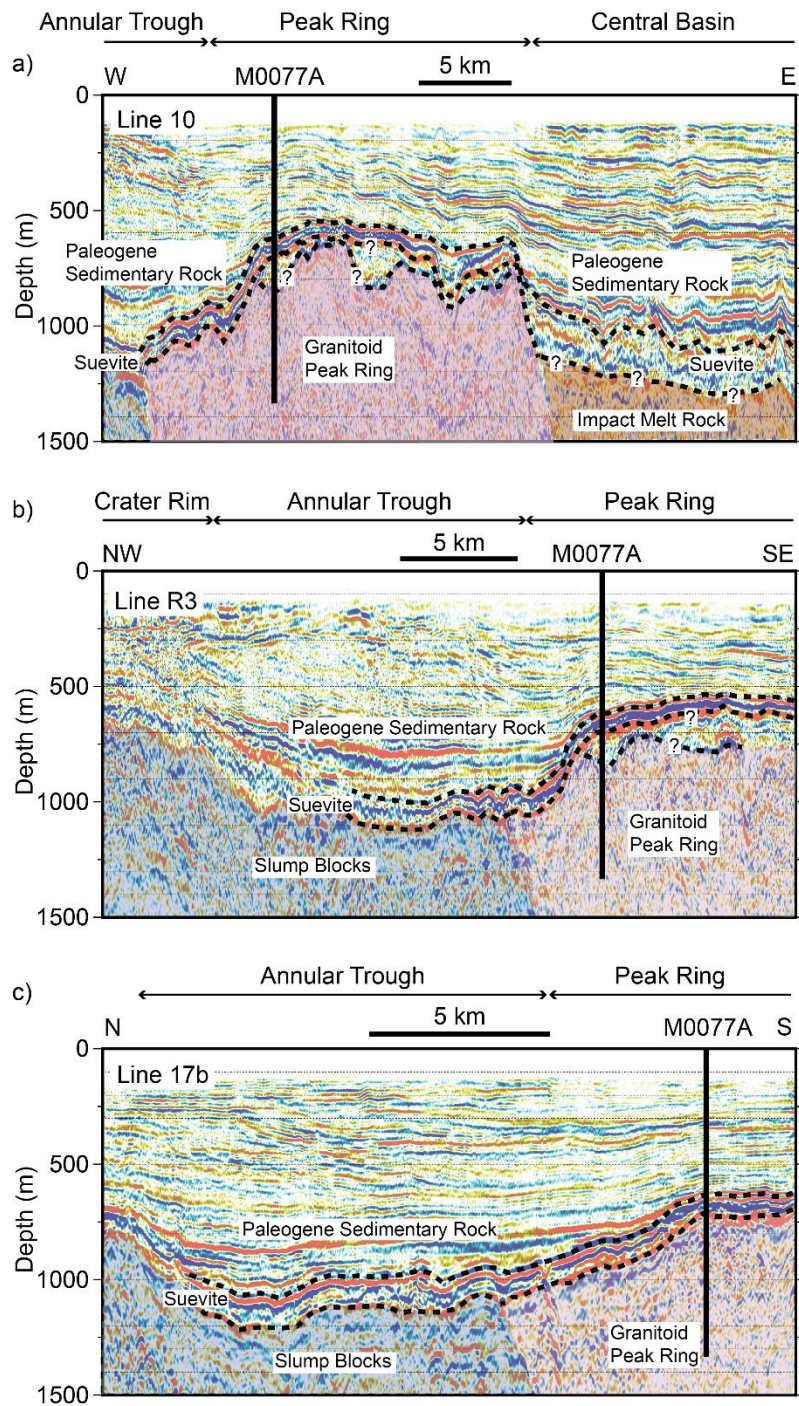 Annular Trough Peak Ring Central Basin
a) 5 km
W M0077A E
Line 10
0
500
1000
1500
Depth (m)
Paleogene
Sedimentary Rock
Paleogene
Sedimentary Rock
?
?
?
?
Suevite
Suevite
Granitoid
Peak Ring
?
?
?
Impact Melt Rock
Crater Rim Annular Trough Peak Ring
b) 5 km
NW M0077A SE
Line R3
0
500
1000
1500
Depth (m)
Paleogene Sedimentary Rock
?
?
Suevite
Granitoid
Peak Ring
Slump Blocks
Annular Trough Peak Ring
c) 5 km
N M0077A S
Line 17b
0
500
1000
1500
Depth (m)
Paleogene Sedimentary Rock
Suevite
Granitoid
Peak Ring
Slump Blocks